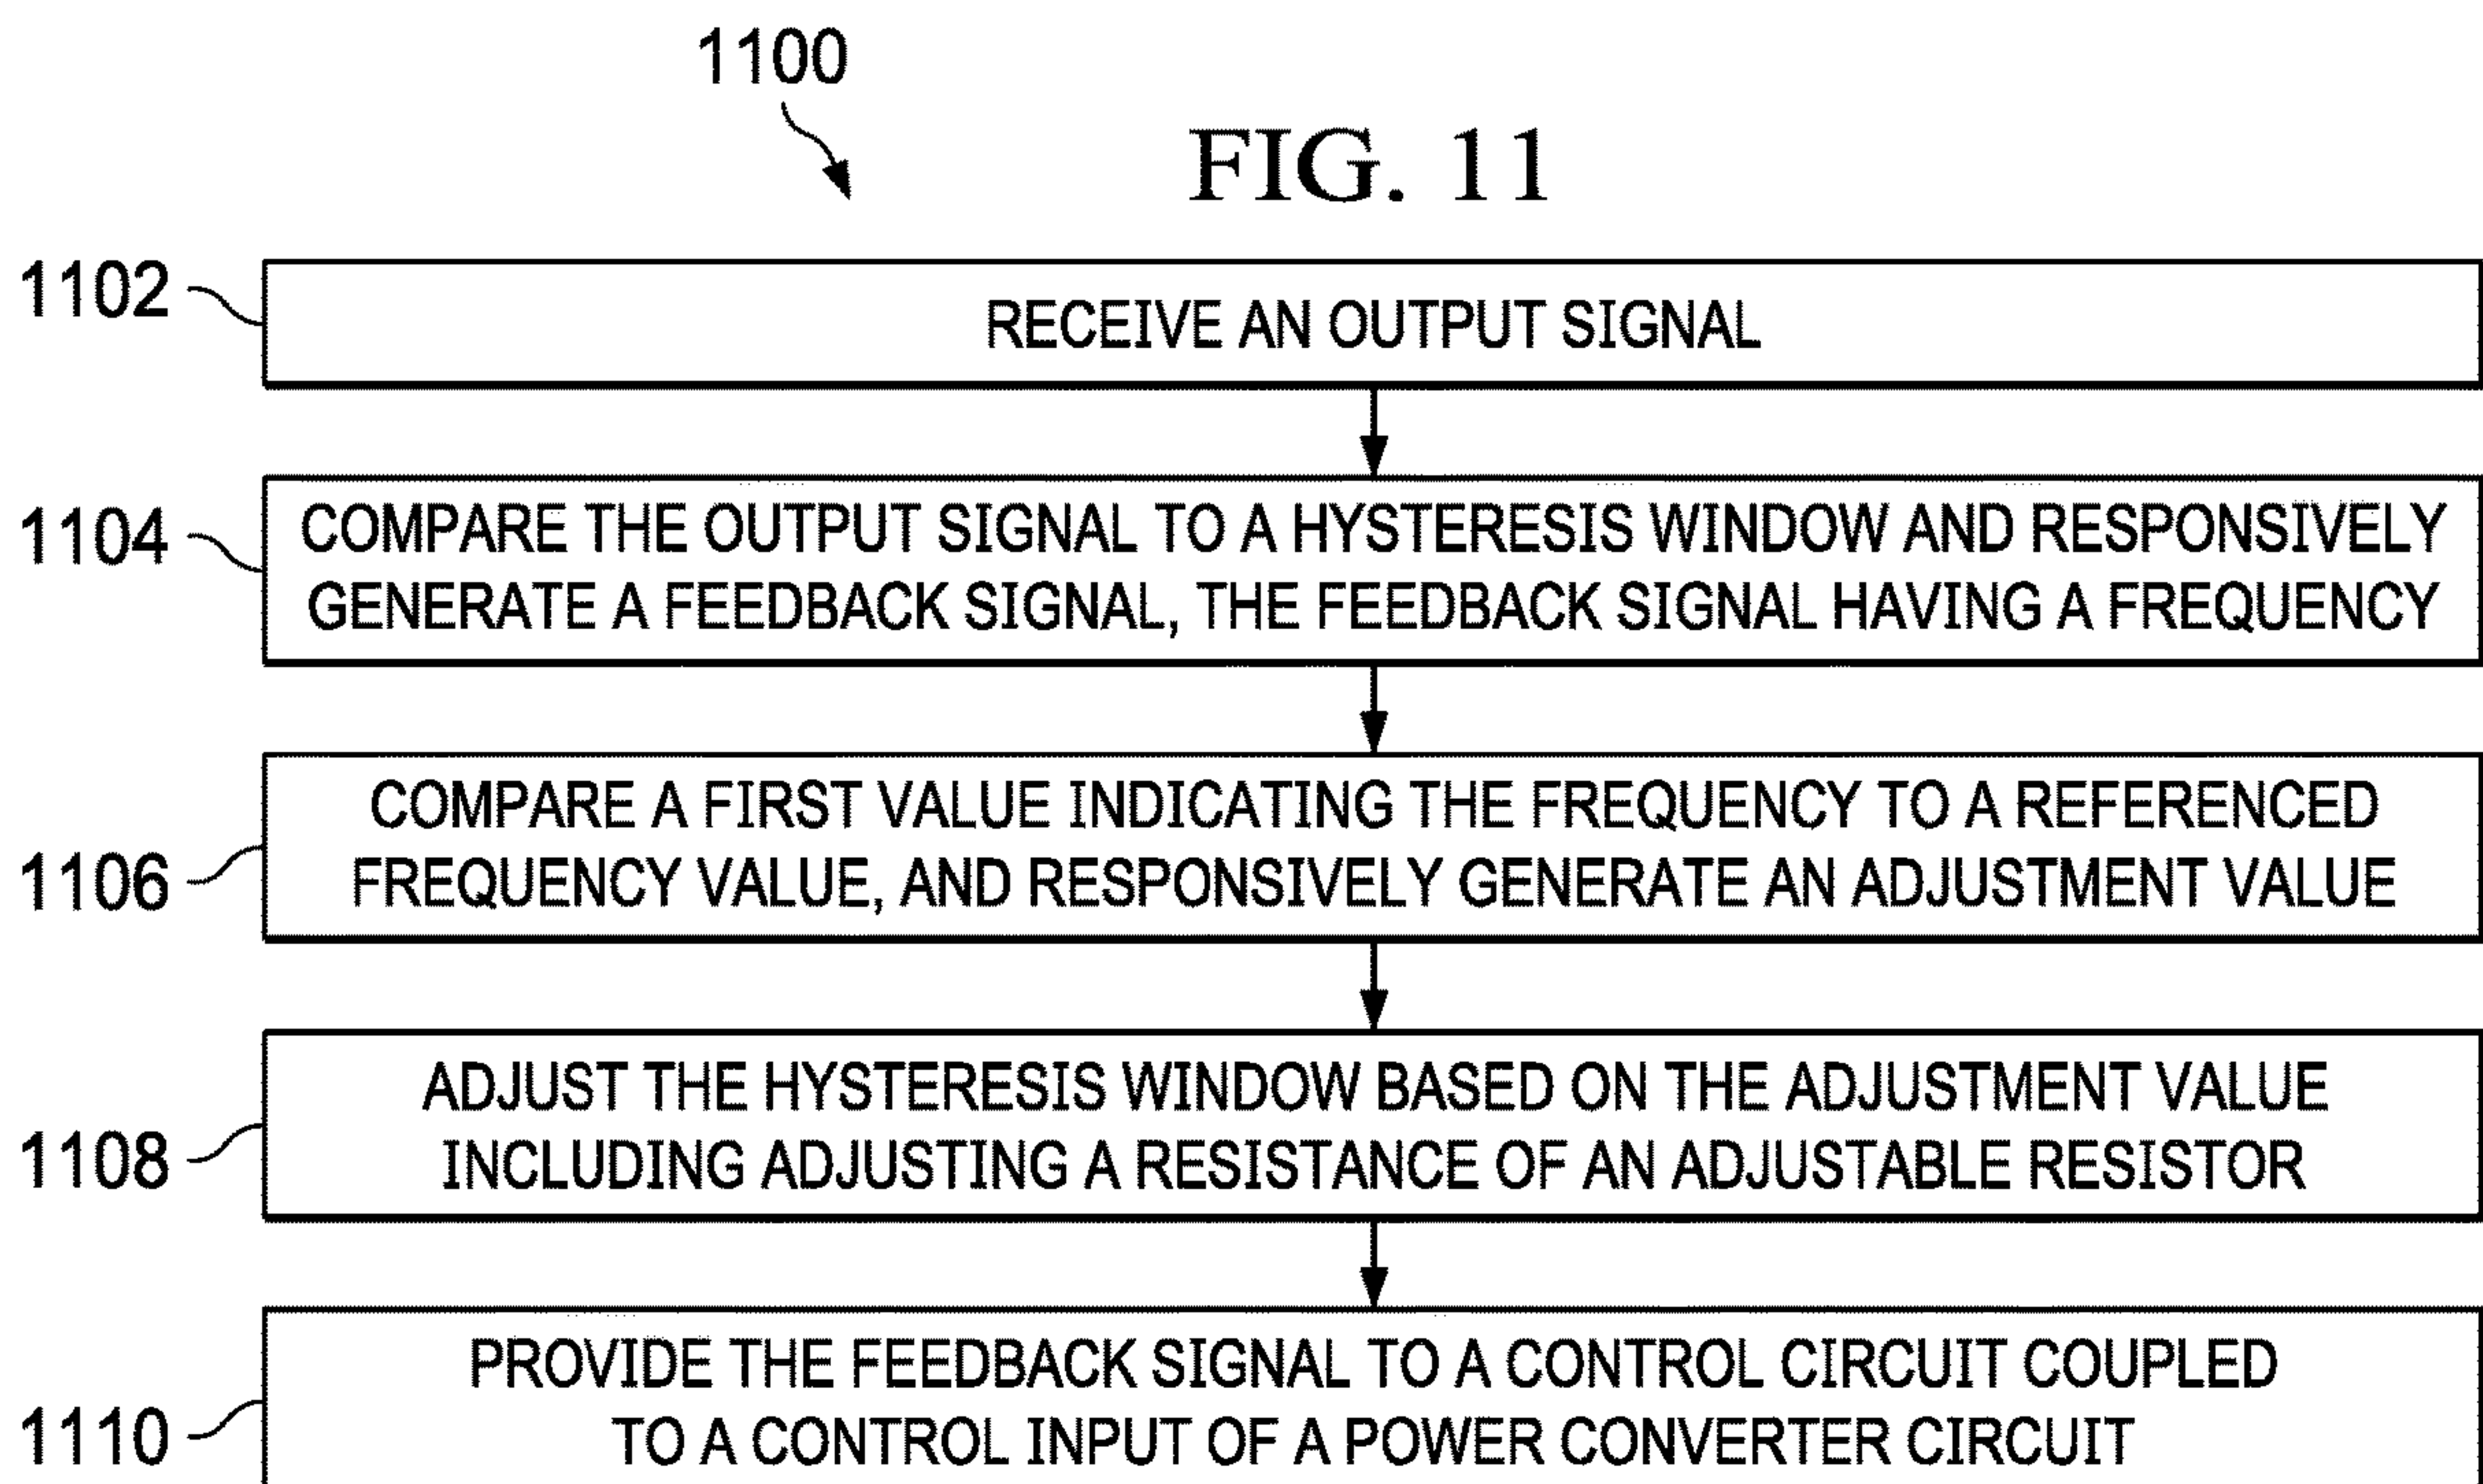 1100
FIG. 11
1102
RECEIVE AN OUTPUT SIGNAL
1104
COMPARE THE OUTPUT SIGNAL TO A HYSTERESIS WINDOW AND RESPONSIVELY
GENERATE A FEEDBACK SIGNAL, THE FEEDBACK SIGNAL HAVING A FREQUENCY
1106
COMPARE A FIRST VALUE INDICATING THE FREQUENCY TO A REFERENCED
FREQUENCY VALUE, AND RESPONSIVELY GENERATE AN ADJUSTMENT VALUE
1108
ADJUST THE HYSTERESIS WINDOW BASED ON THE ADJUSTMENT VALUE
INCLUDING ADJUSTING A RESISTANCE OF AN ADJUSTABLE RESISTOR
1110
PROVIDE THE FEEDBACK SIGNAL TO A CONTROL CIRCUIT COUPLED
TO A CONTROL INPUT OF A POWER CONVERTER CIRCUIT